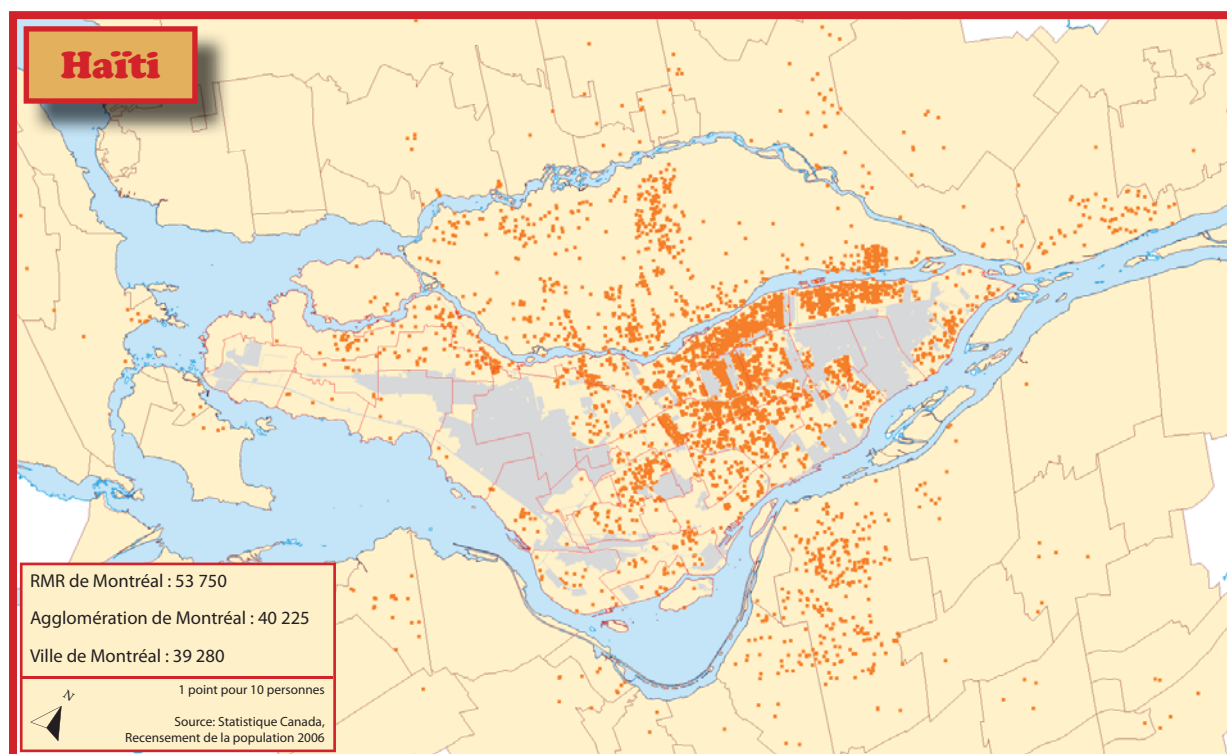 Haïti
RMR de Montréal : 53 750
Agglomération de Montréal : 40 225
Ville de Montréal : 39 280
N
1 point pour 10 personnes
Source: Statistique Canada,
Recensement de la population 2006